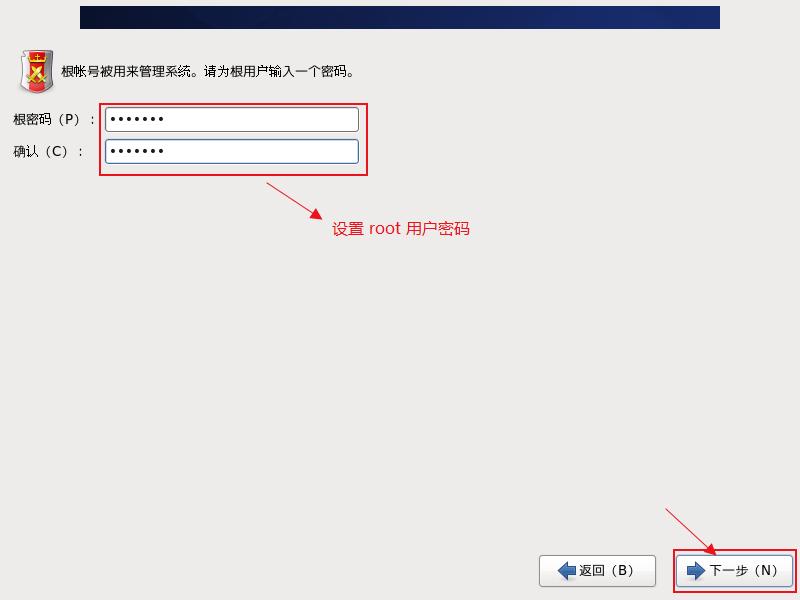 根帐号被用来管理系统。请为根用户输入一个密码。
根密码（P）：
•••••••
确认（C）：
•••••••
设置 root 用户密码
返回（B）
下一步（N）